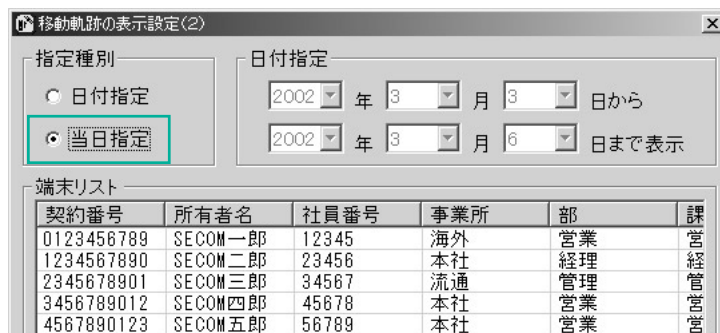 移動軌跡の表示設定(2)
指定種別
日付指定
日付指定
2002 年 3 月 3 日から
当日指定
2002 年 3 月 6 日まで表示
端末リスト
契約番号 所有者名 社員番号 事業所 部 課
0123456789 SECOM一郎 12345 海外 営業 営
1234567890 SECOM二郎 23456 本社 経理 経
2345678901 SECOM三郎 34567 流通 管理 管
3456789012 SECOM四郎 45678 本社 営業 営
4567890123 SECOM五郎 56789 本社 営業 営